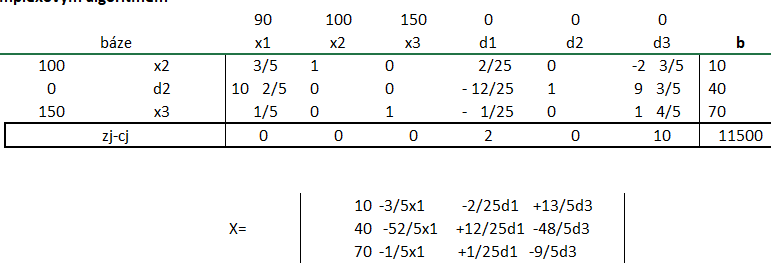 mplexovým algoritmem
90 100 150 0 0 0
báze x1 x2 x3 d1 d2 d3 b
100 x2 3/5 1 0 2/25 0 -2 3/5 10
0 d2 10 2/5 0 0 - 12/25 1 9 3/5 40
150 x3 1/5 0 1 - 1/25 0 1 4/5 70
zj-cj 0 0 0 2 0 10 11500
10 -3/5x1 -2/25d1 +13/5d3
X= 40 -52/5x1 +12/25d1 -48/5d3
70 -1/5x1 +1/25d1 -9/5d3